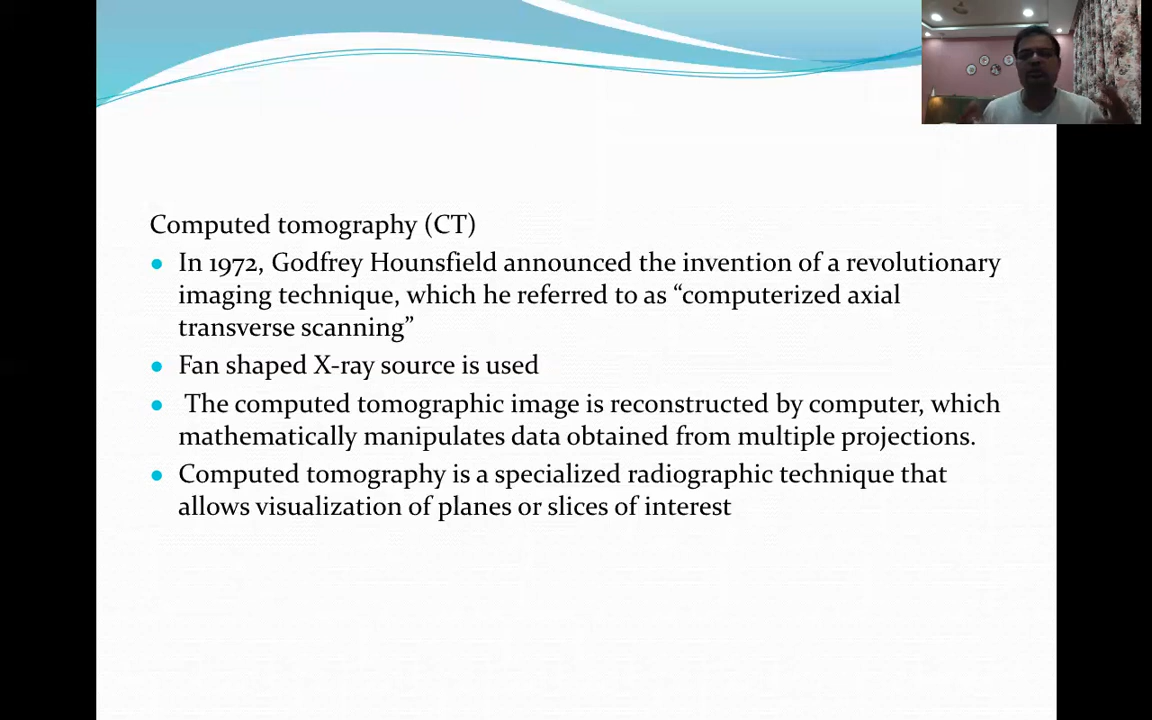 Computed tomography (CT)
• In 1972, Godfrey Hounsfield announced the invention of a revolutionary
imaging technique, which he referred to as “computerized axial
transverse scanning”
• Fan shaped X-ray source is used
• The computed tomographic image is reconstructed by computer, which
mathematically manipulates data obtained from multiple projections.
• Computed tomography is a specialized radiographic technique that
allows visualization of planes or slices of interest